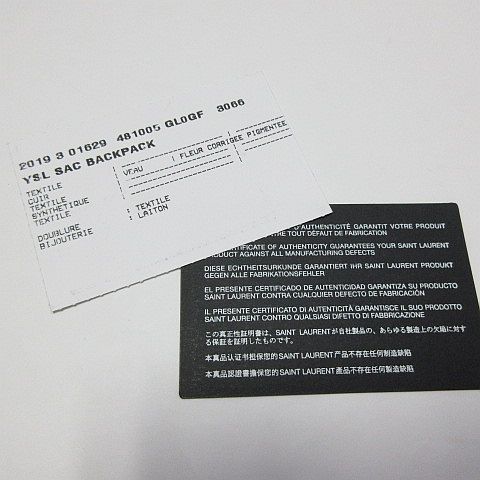 2019 3 01629 481005 GL0GF 3066
YSL SAC BACKPACK
TEXTILE
CUIR VEAU FLEUR CORRIGEE PIGMENTEE
TEXTILE
SYNTHETIQUE
TEXTILE
DOUBLURE : TEXTILE
BIJOUTERIE : LAITON
D'AUTHENTICITÉ GARANTIT VOTRE PRODUIT
TOUT DÉFAUT DE FABRICATION
CERTIFICATE OF AUTHENTICITY GUARANTEES YOUR SAINT LAURENT
PRODUCT AGAINST ALL MANUFACTURING DEFECTS
DIESE ECHTHEITSURKUNDE GARANTIERT IHR SAINT LAURENT PRODUKT
GEGEN ALLE FABRIKATIONSFEHLER
EL PRESENTE CERTIFICADO DE AUTENTICIDAD GARANTIZA SU PRODUCTO
SAINT LAURENT CONTRA CUALQUIER DEFECTO DE FABRICACIÓN
IL PRESENTE CERTIFICATO DI AUTENTICITÀ GARANTISCE IL SUO PRODOTTO
SAINT LAURENT CONTRO QUALSIASI DIFETTO DI FABBRICAZIONE
この真正性証明書は、SAINT LAURENTが自社製品の、あらゆる製造上の欠陥に対す
る保証を証明したものです。
本真品认证书担保您的SAINT LAURENT产品不存在任何制造缺陷
本真品認證書擔保您的SAINT LAURENT產品不存在任何製造缺陷